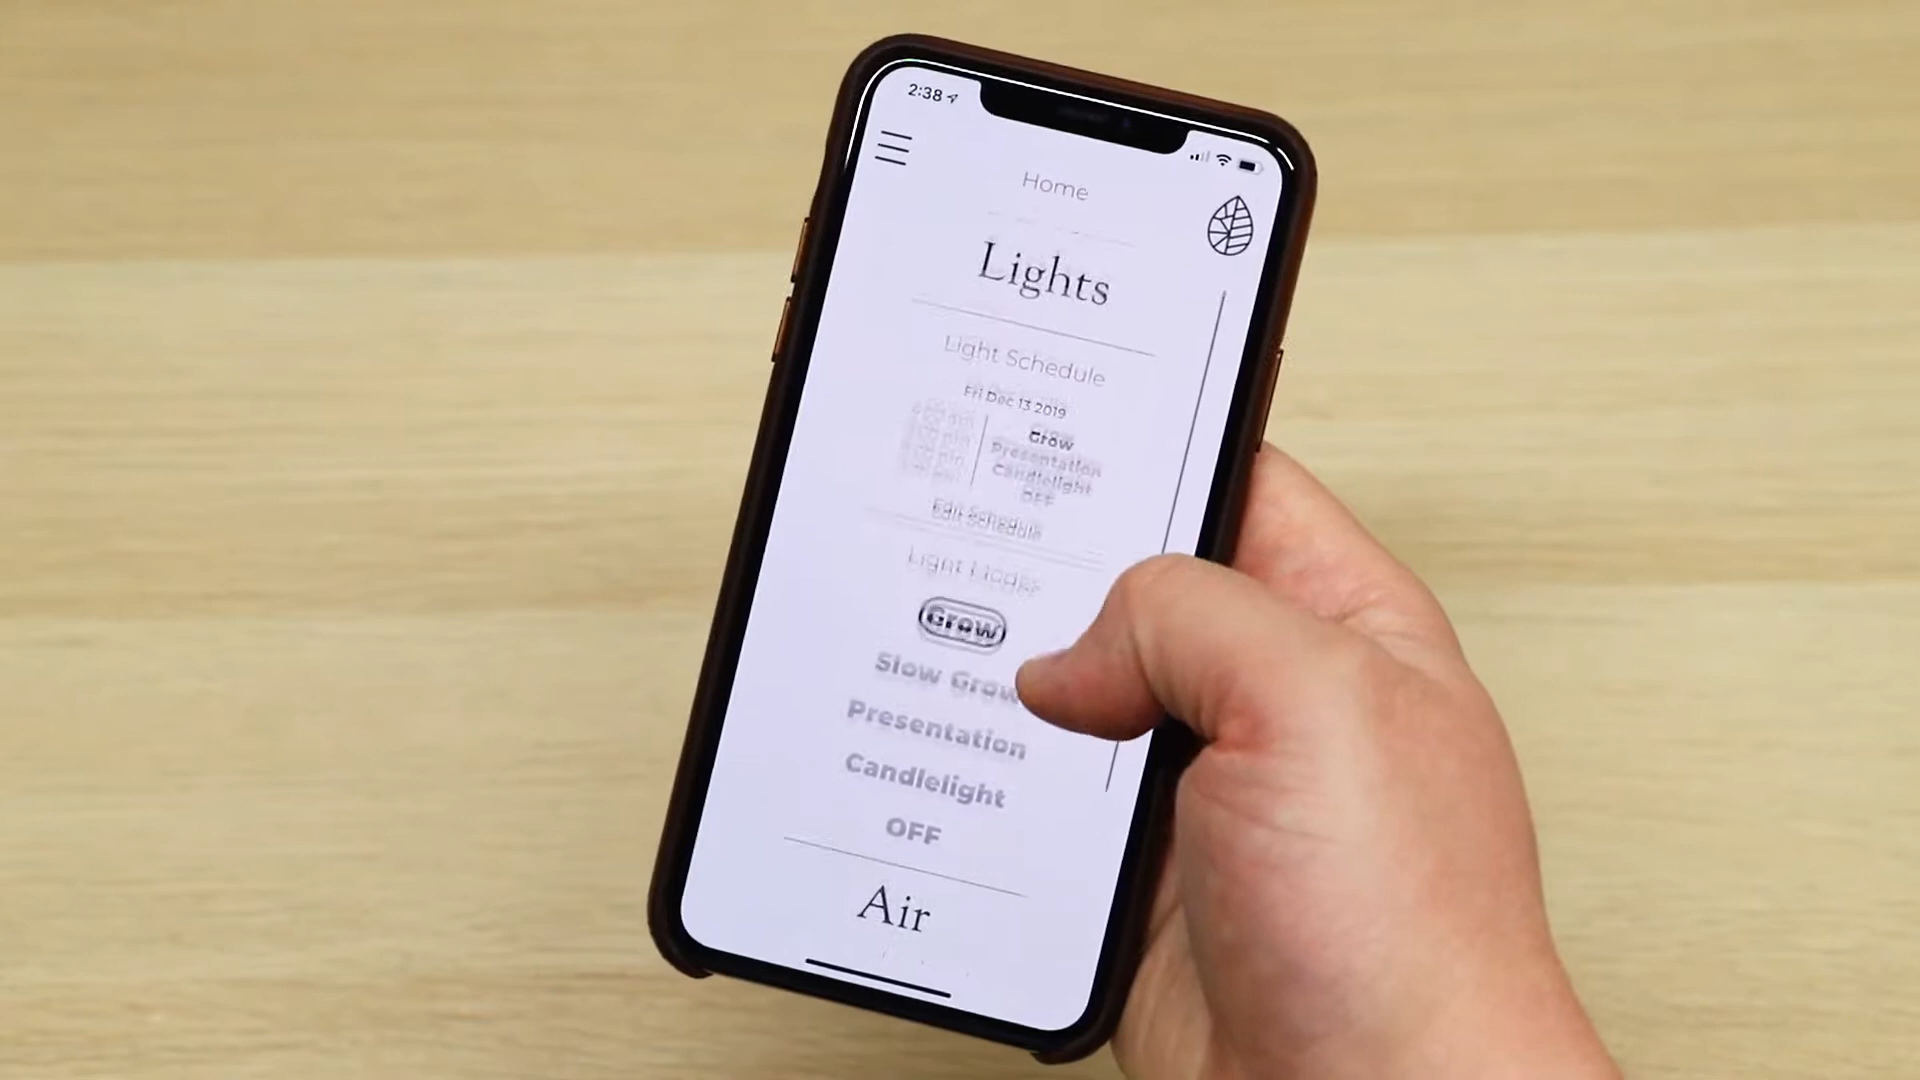 2:38
Home
Lights
Light Schedule
Fri Dec 13 2019
Grow
Presentation
Candlelight
OFF
Edit Schedule
Light Modes
Grow
Slow Grow
Presentation
Candlelight
OFF
Air